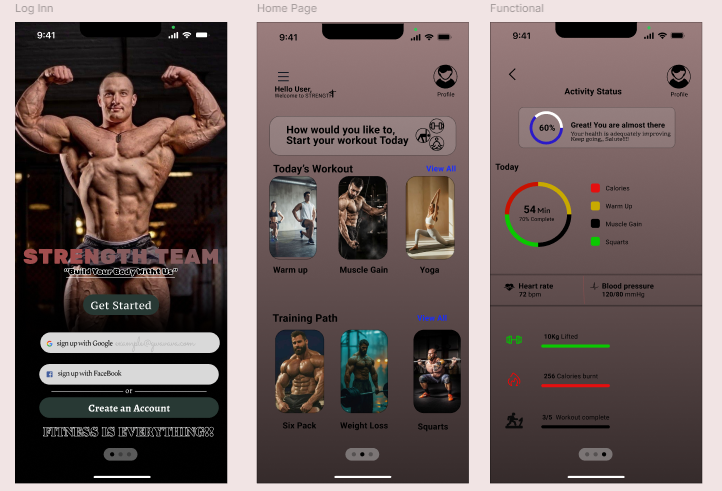 Log Inn
9:41
STRENGTH TEAM
"Build Your Body Witht Us"
Get Started
sign up with Google
sign up with FaceBook
or
Create an Account
FITNESS IS EVERYTHING!!
Home Page
9:41
Hello User,
Welcome to STRENGTH
Profile
How would you like to,
Start your workout Today
Today's Workout
View All
Warm up
Muscle Gain
Yoga
Training Path
View All
Six Pack
Weight Loss
Squarts
Functional
9:41
Activity Status
Profile
60%
Great! You are almost there
Your health is adequately improving
Keep going,, Salute!!!
Today
54 Min
70% Complete
Calories
Warm Up
Muscle Gain
Squarts
Heart rate
72 bpm
Blood pressure
120/80 mmHg
10Kg Lifted
256 Calories burnt
3/5 Workout complete